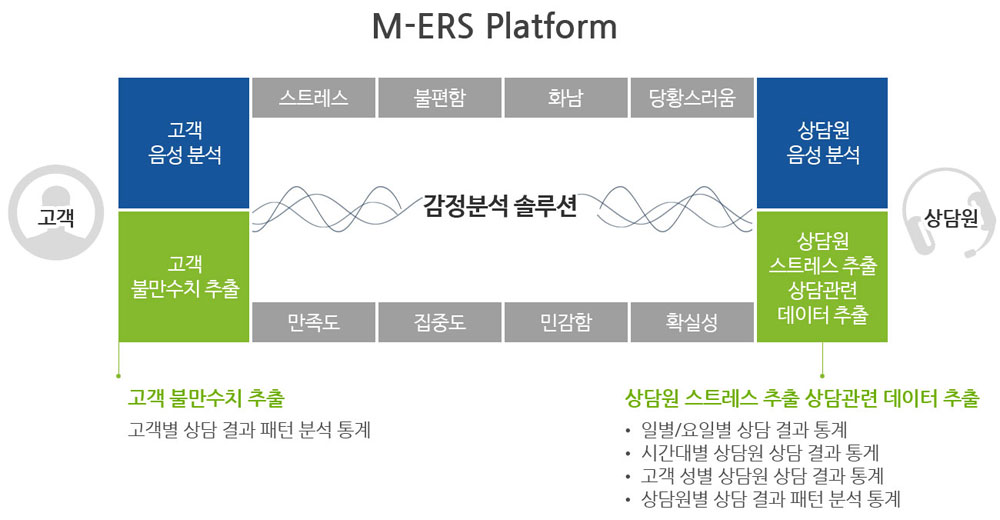 M-ERS Platform
스트레스
불편함
화남
당황스러움
고객
음성 분석
상담원
음성 분석
고객
감정분석 솔루션
상담원
고객
불만수치 추출
상담원
스트레스 추출
상담관련
데이터 추출
만족도
집중도
민감함
확실성
고객 불만수치 추출
고객별 상담 결과 패턴 분석 통계
상담원 스트레스 추출 상담관련 데이터 추출
• 일별/요일별 상담 결과 통계
• 시간대별 상담원 상담 결과 통게
• 고객 성별 상담원 상담 결과 통계
• 상담원별 상담 결과 패턴 분석 통계